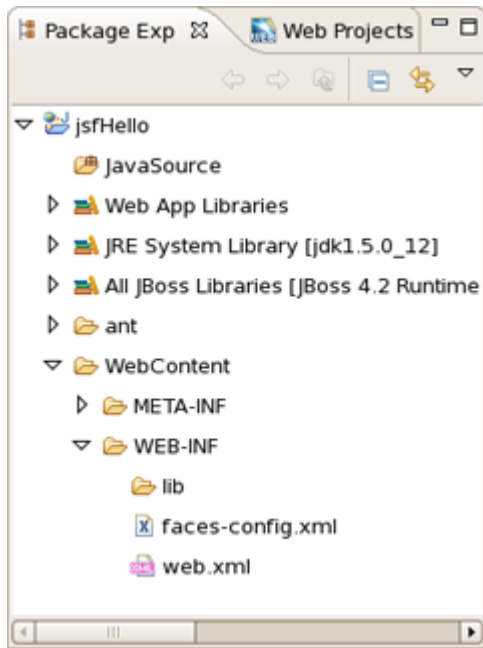 Package Exp Web Projects
jsfHello
JavaSource
Web App Libraries
JRE System Library [jdk1.5.0_12]
All JBoss Libraries [JBoss 4.2 Runtime
ant
WebContent
META-INF
WEB-INF
lib
faces-config.xml
web.xml